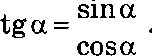 tg α = sin α / cos α .